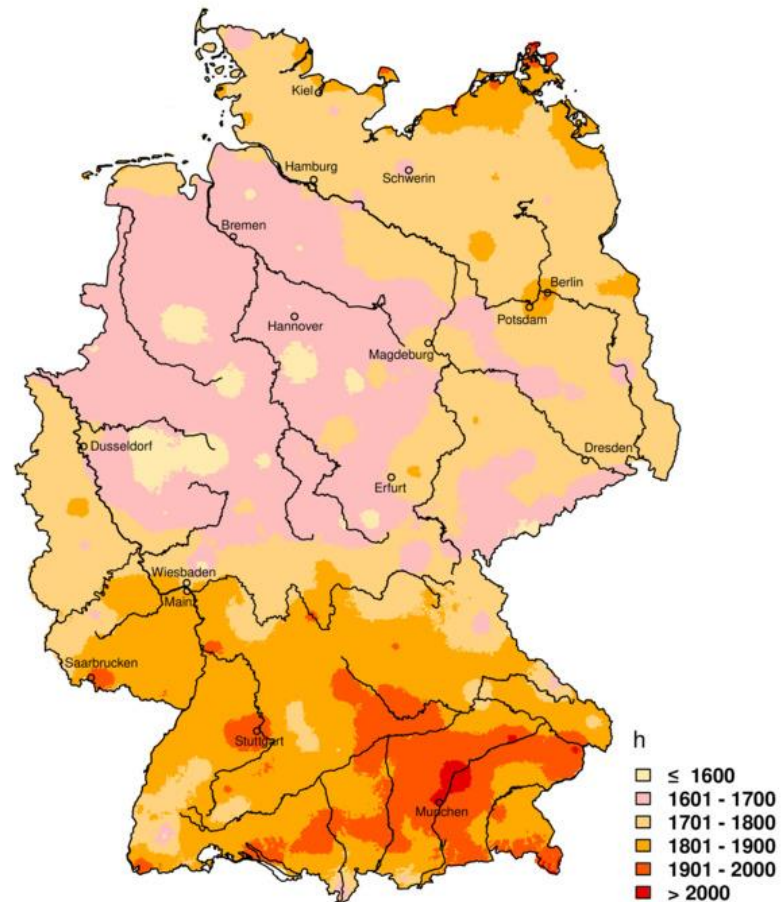 Kiel
Hamburg
Schwerin
Bremen
Berlin
Hannover
Potsdam
Magdeburg
Dusseldorf
Dresden
Erfurt
Wiesbaden
Mainz
Saarbrucken
Stuttgart
Munchen
h
≤ 1600
1601 - 1700
1701 - 1800
1801 - 1900
1901 - 2000
> 2000